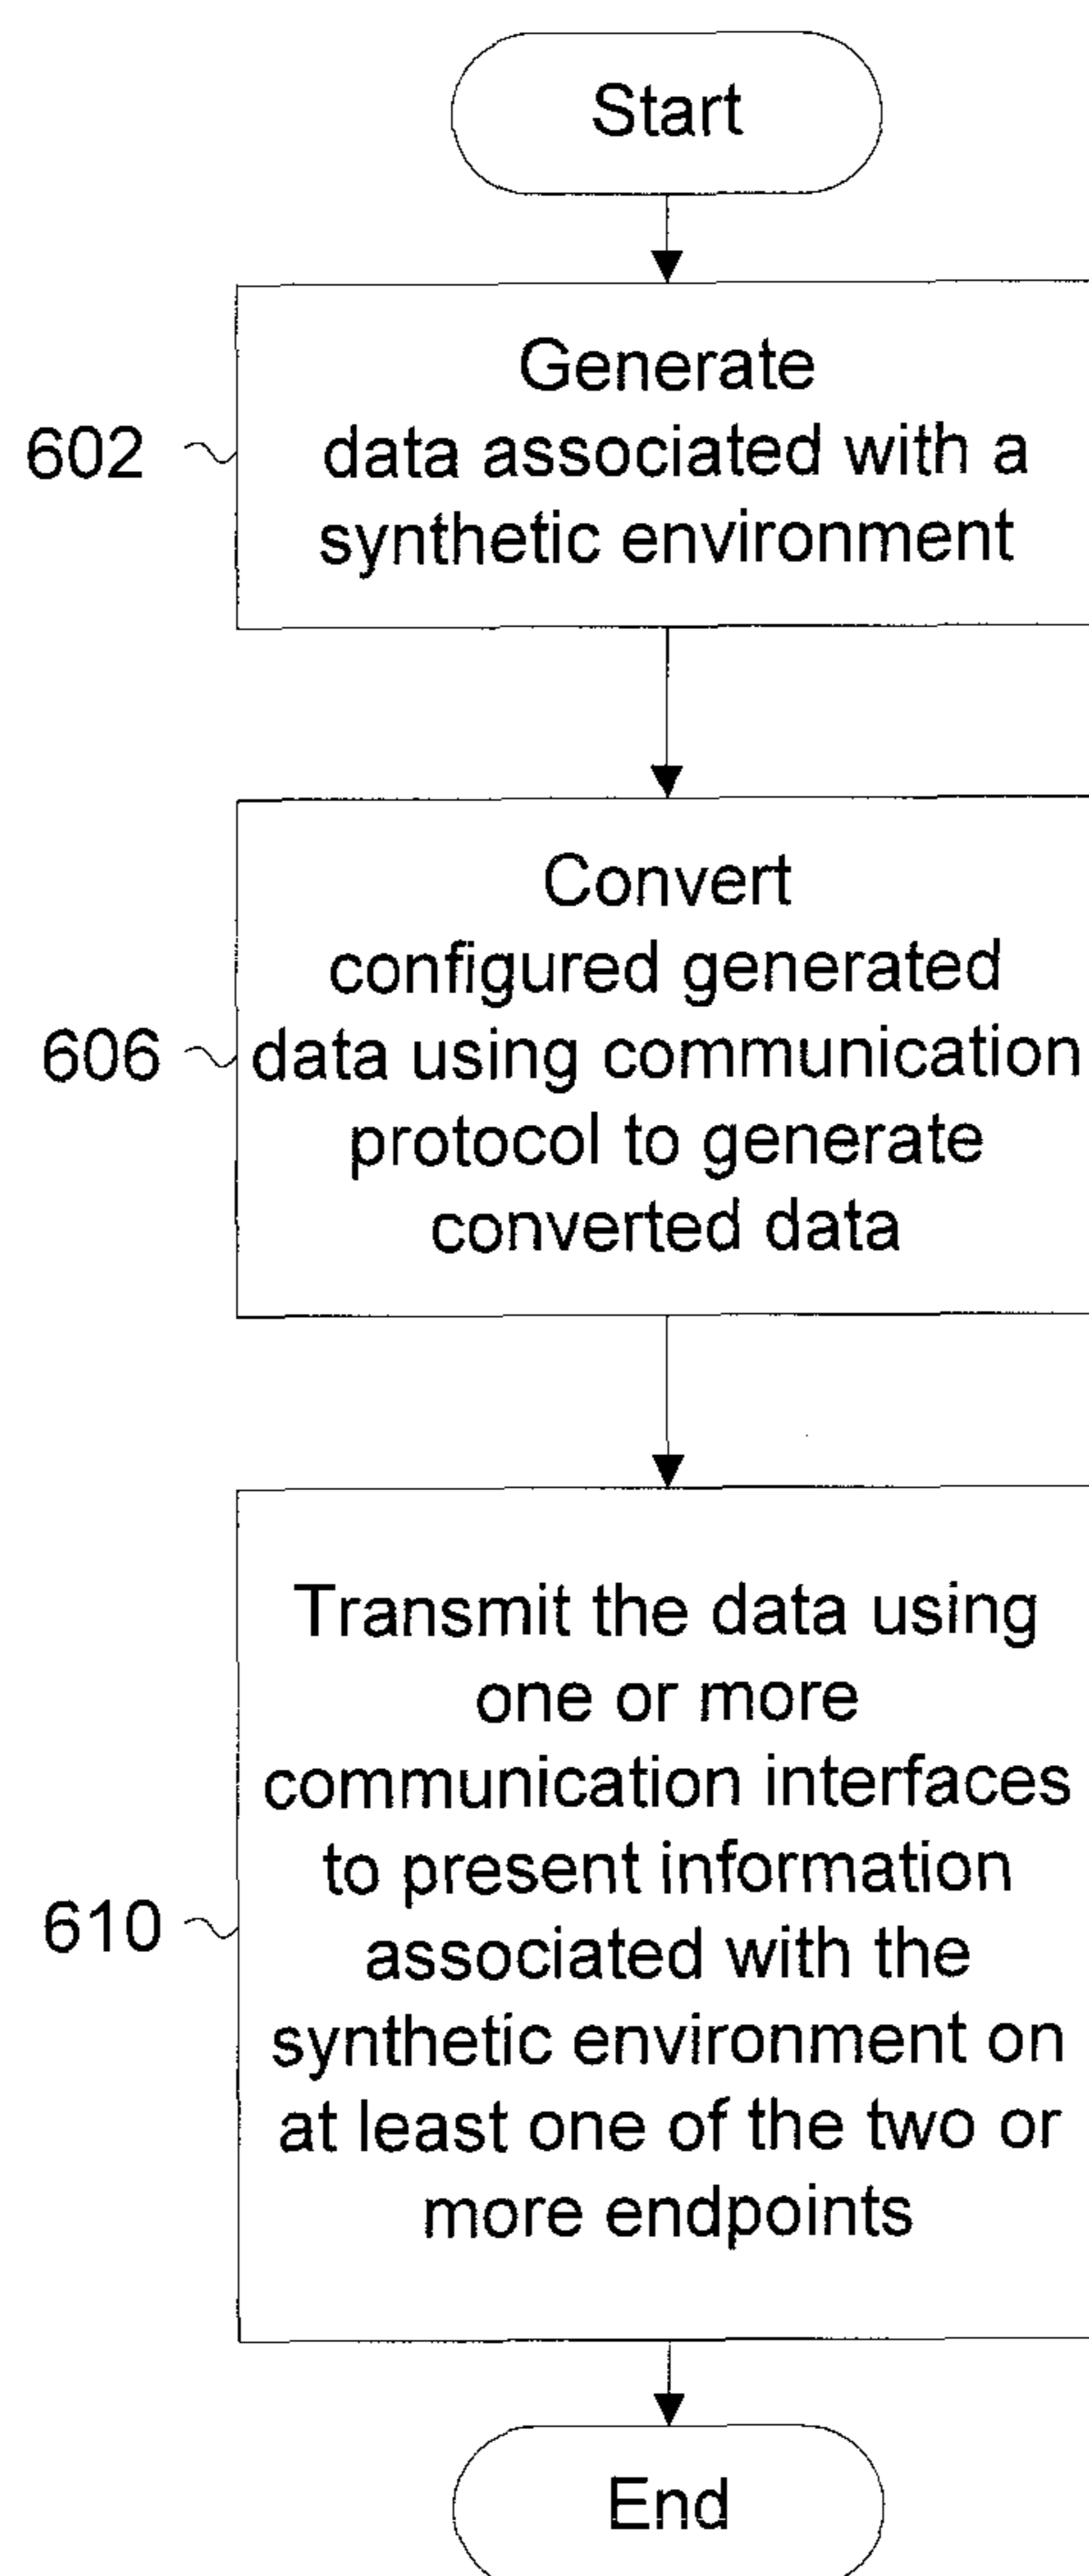 Start
Generate
602
data associated with a
synthetic environment
Convert
configured generated
606
data using communication
protocol to generate
converted data
Transmit the data using
one or more
communication interfaces
to present information
610
associated with the
synthetic environment on
at least one of the two or
more endpoints
End